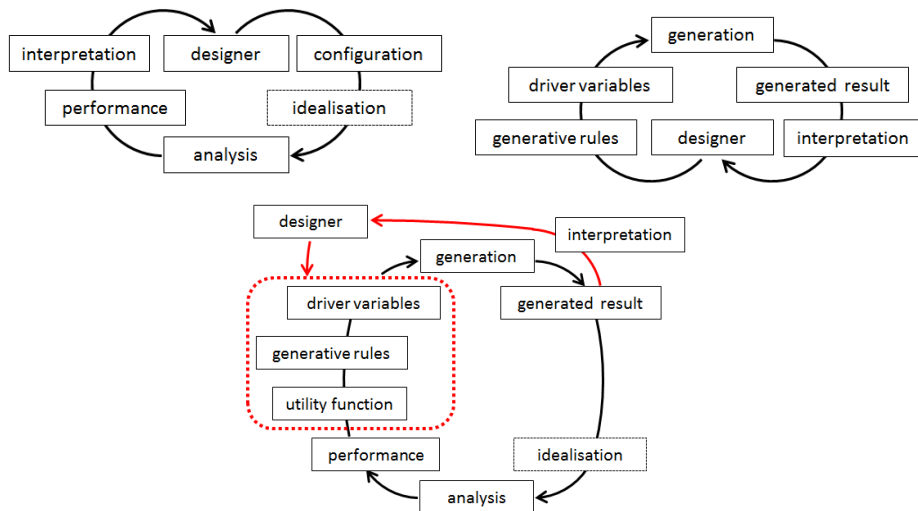 interpretation
designer
configuration
performance
idealisation
analysis
generation
driver variables
generated result
generative rules
designer
interpretation
designer
interpretation
generation
driver variables
generated result
generative rules
utility function
performance
idealisation
analysis